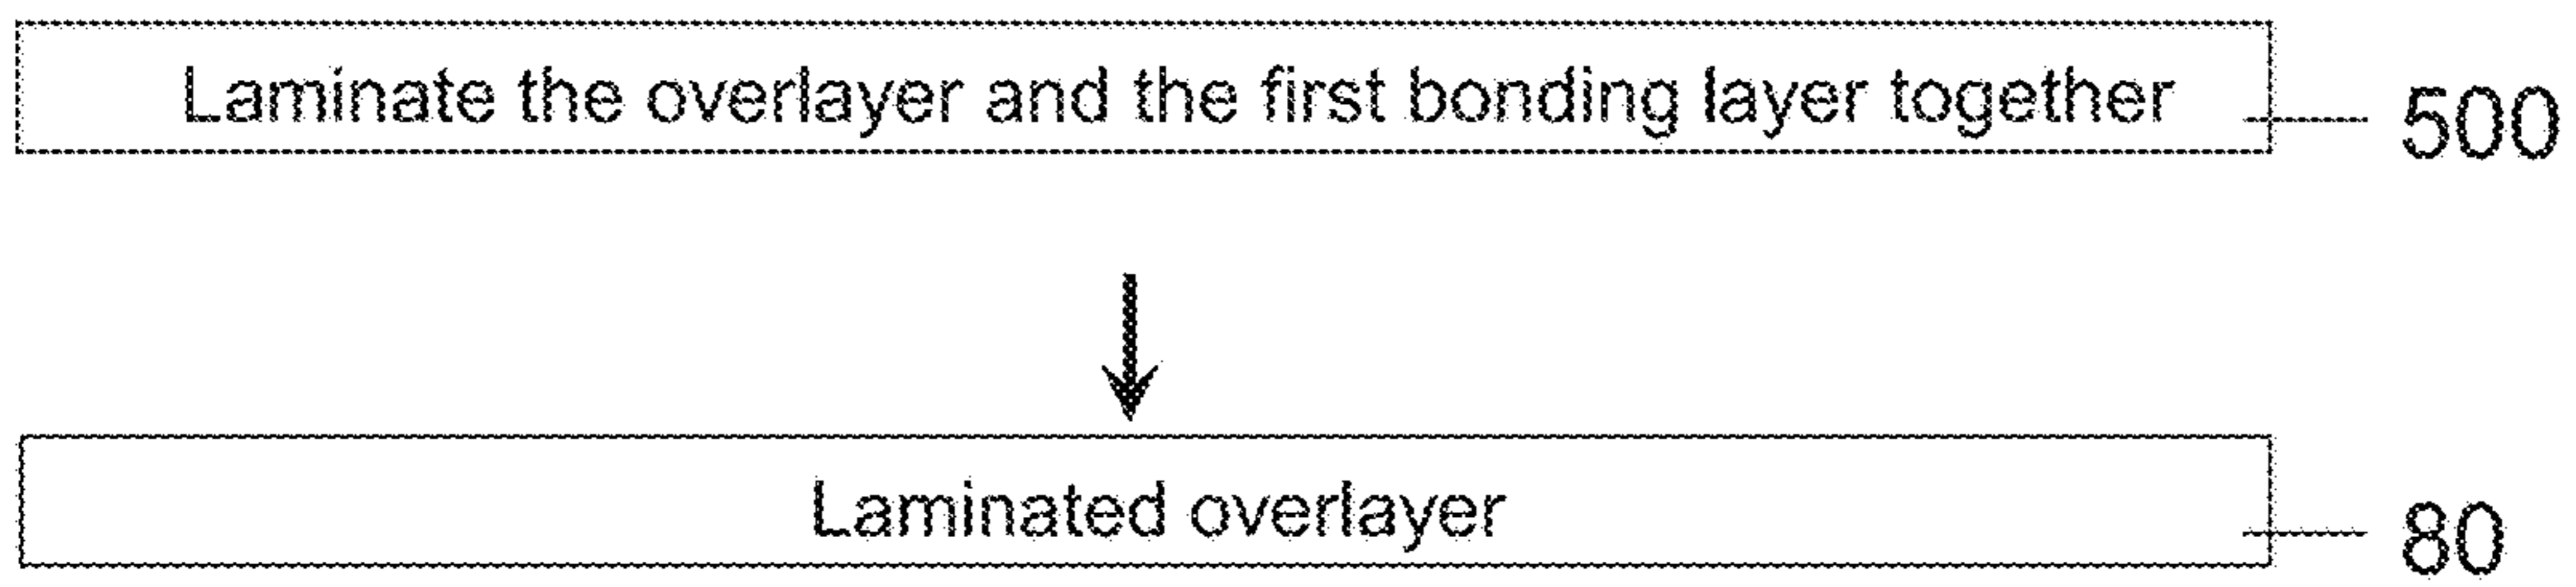 Laminate the overlayer and the first bonding layer together
500
Laminated overlayer
80